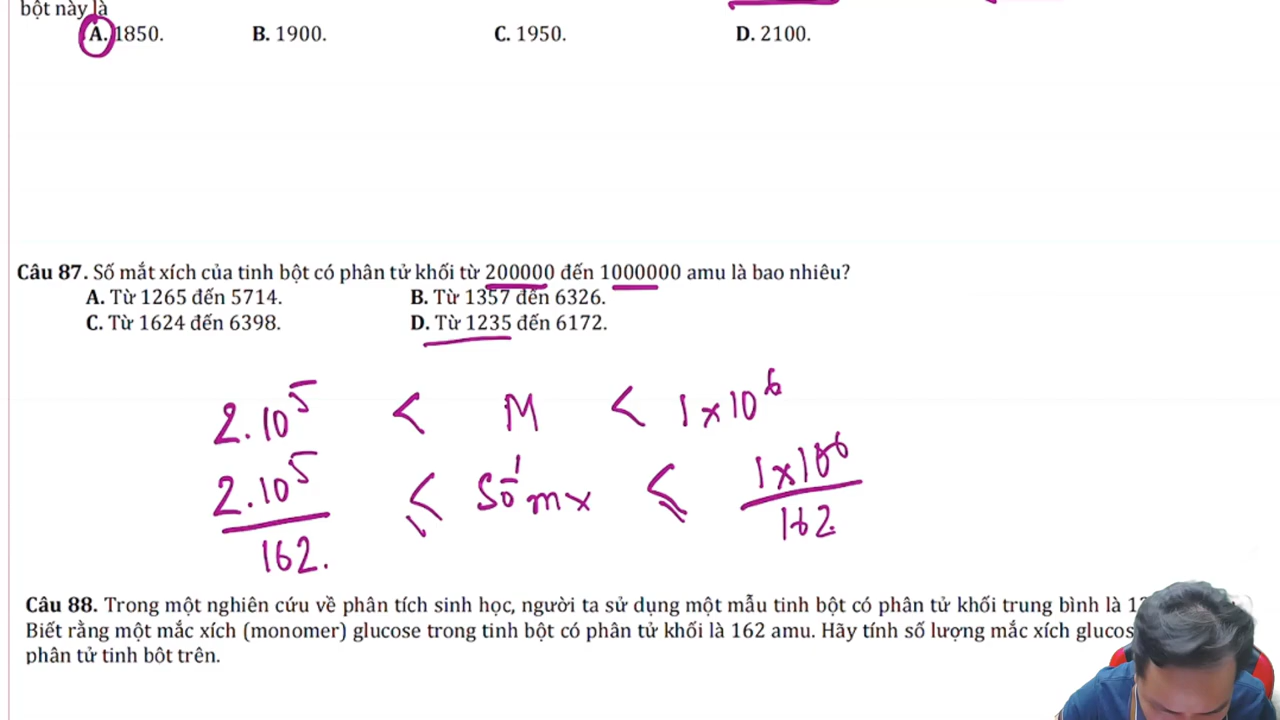 bột này là
A. 1850. B. 1900. C. 1950. D. 2100.
Câu 87. Số mắt xích của tinh bột có phân tử khối từ 200000 đến 1000000 amu là bao nhiêu?
A. Từ 1265 đến 5714. B. Từ 1357 đến 6326.
C. Từ 1624 đến 6398. D. Từ 1235 đến 6172.
2.10⁵ < M < 1x10⁶
2.10⁵ ≤ số mx ≤ 1x10⁶
162. 162.
Câu 88. Trong một nghiên cứu về phân tích sinh học, người ta sử dụng một mẫu tinh bột có phân tử khối trung bình là
Biết rằng một mắc xích (monomer) glucose trong tinh bột có phân tử khối là 162 amu. Hãy tính số lượng mắc xích glucos
phân tử tinh bôt trên.